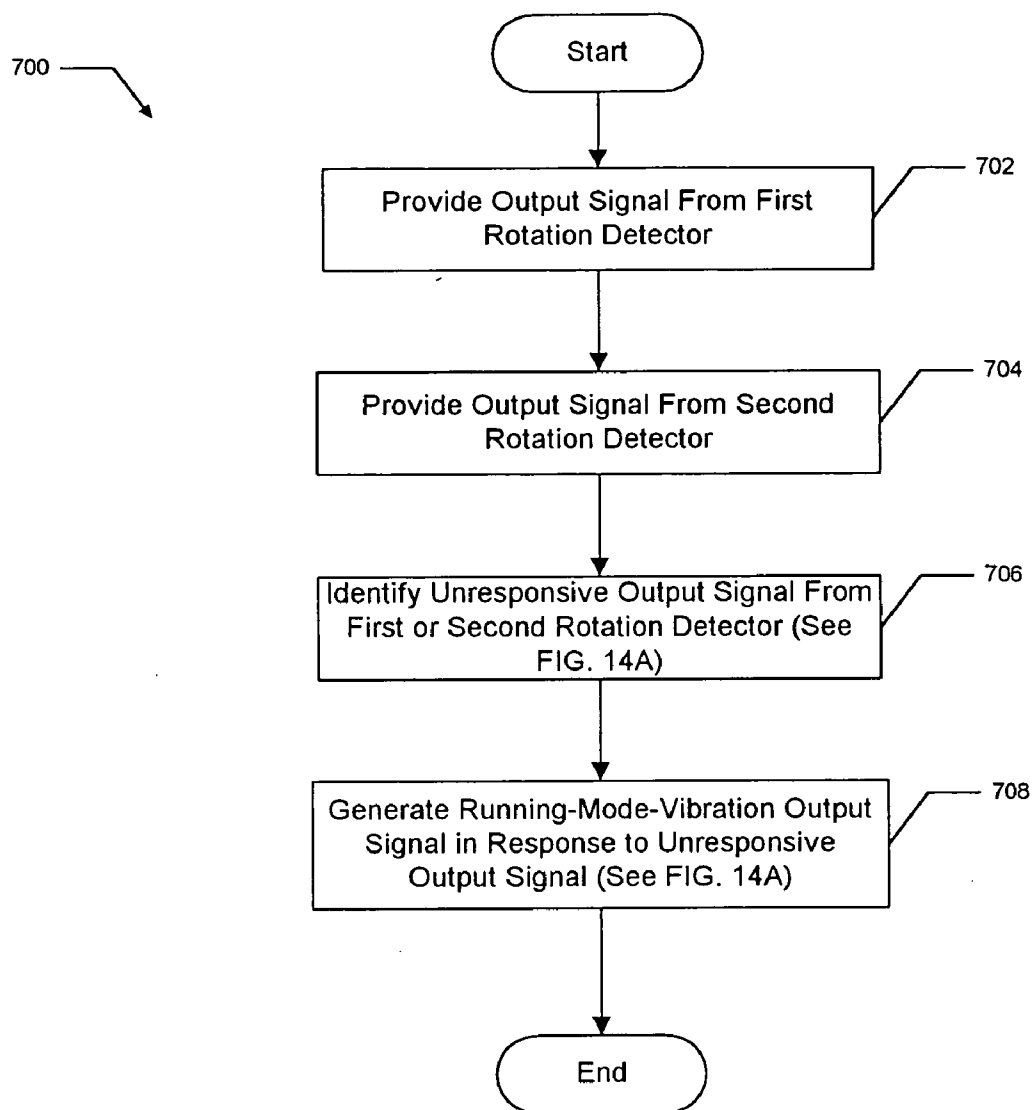 Start
700
702
Provide Output Signal From First
Rotation Detector
704
Provide Output Signal From Second
Rotation Detector
706
Identify Unresponsive Output Signal From
First or Second Rotation Detector (See
FIG. 14A)
708
Generate Running-Mode-Vibration Output
Signal in Response to Unresponsive
Output Signal (See FIG. 14A)
End